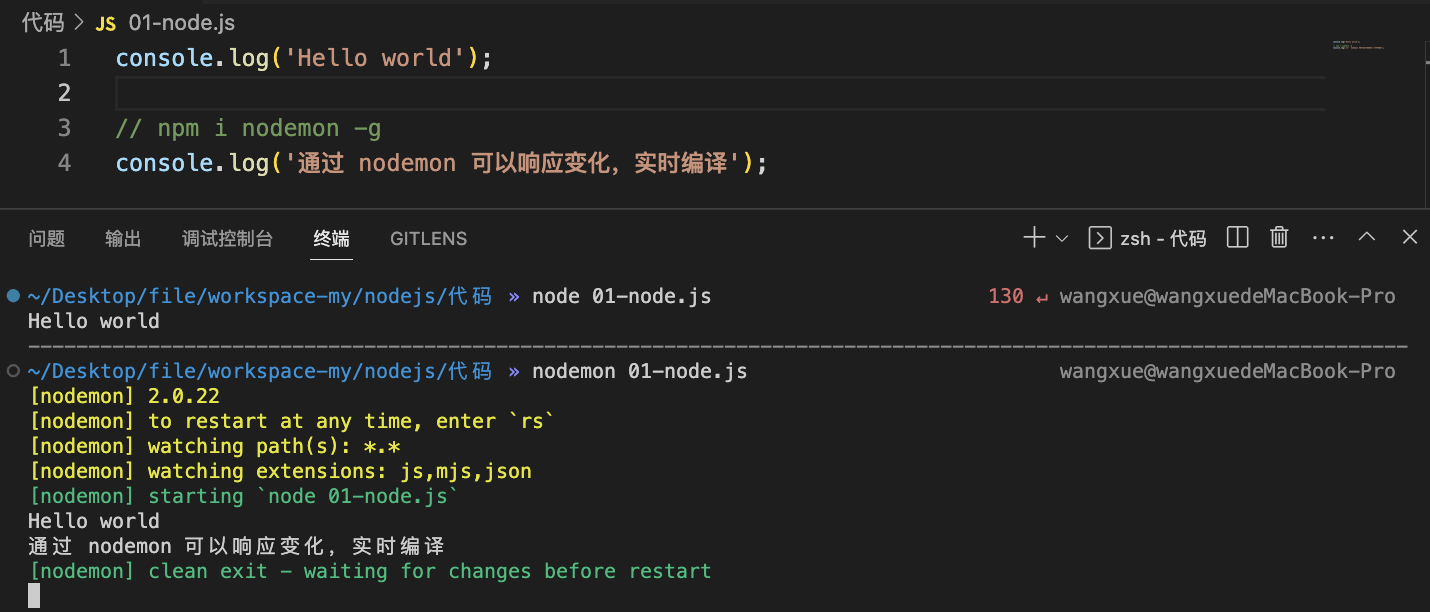 代码 > JS 01-node.js
1 console.log('Hello world');
2
3 // npm i nodemon -g
4 console.log('通过 nodemon 可以响应变化，实时编译');
问题 输出 调试控制台 终端 GITLENS zsh - 代码
~/Desktop/file/workspace-my/nodejs/代码 » node 01-node.js 130 ↵ wangxue@wangxuedeMacBook-Pro
Hello world
~/Desktop/file/workspace-my/nodejs/代码 » nodemon 01-node.js wangxue@wangxuedeMacBook-Pro
[nodemon] 2.0.22
[nodemon] to restart at any time, enter `rs`
[nodemon] watching path(s): *.*
[nodemon] watching extensions: js,mjs,json
[nodemon] starting `node 01-node.js`
Hello world
通过 nodemon 可以响应变化，实时编译
[nodemon] clean exit - waiting for changes before restart